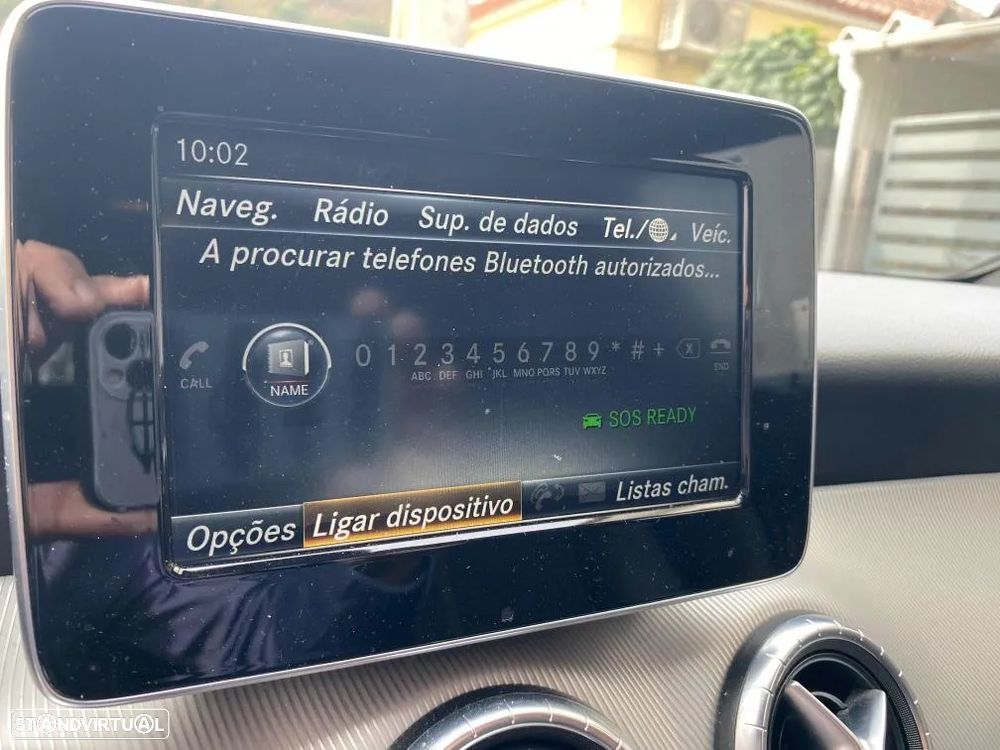 10:02
Naveg. Rádio Sup. de dados Tel./ Veíc.
A procurar telefones Bluetooth autorizados...
0 1 2 3 4 5 6 7 8 9 * # +
ABC DEF GHI JKL MNO PQRS TUV WXYZ
CALL
NAME
END
SOS READY
Opções Ligar dispositivo Listas cham.
STANDVIRTUAL